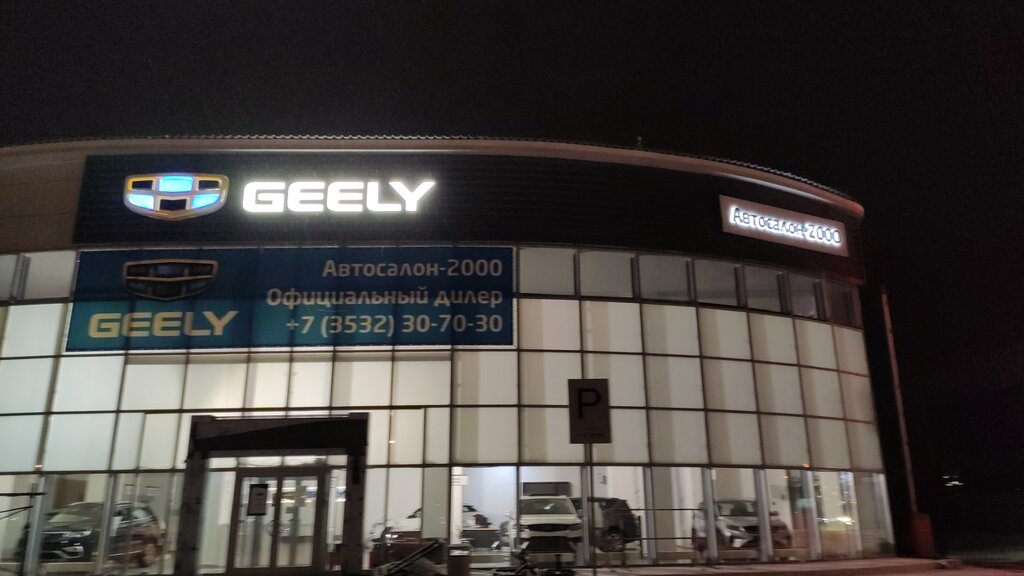 GEELY
Автосалон-2000
GEELY
Автосалон-2000
Официальный дилер
+7 (3532) 30-70-30
P